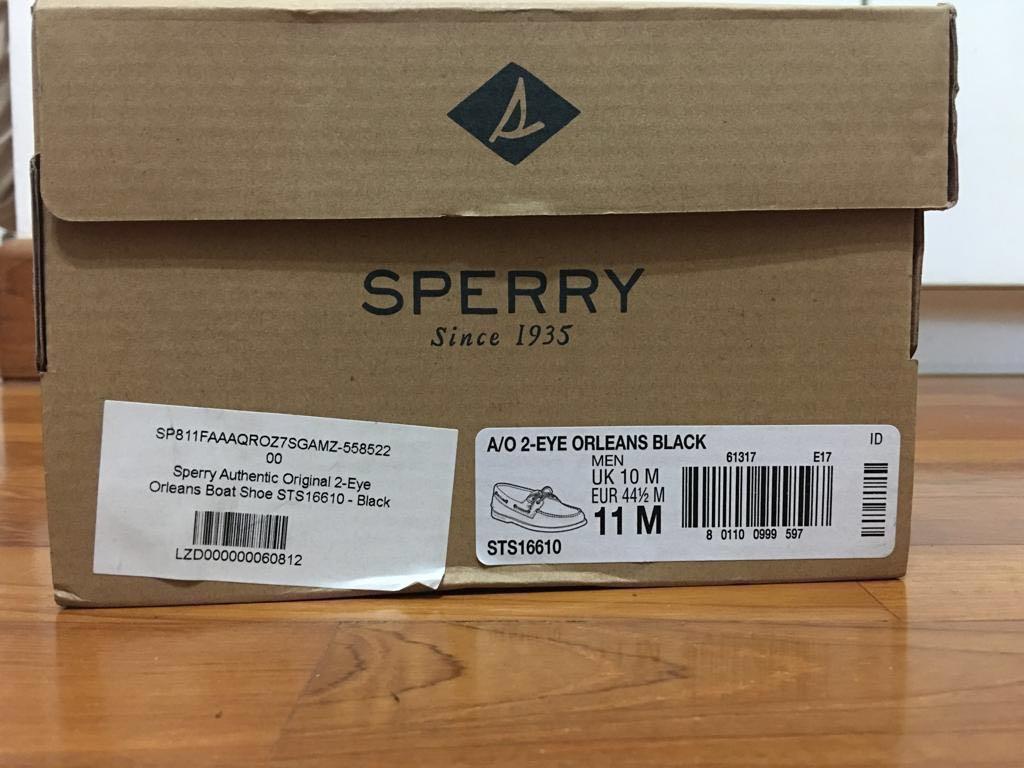 SPERRY
Since 1935
SP811FAAAQROZ7SGAMZ-558522
00
Sperry Authentic Original 2-Eye
Orleans Boat Shoe STS16610 - Black
LZD000000060812
A/O 2-EYE ORLEANS BLACK
ID
MEN
61317
E17
UK 10 M
EUR 44½ M
11 M
8 0110 0999 597
STS16610